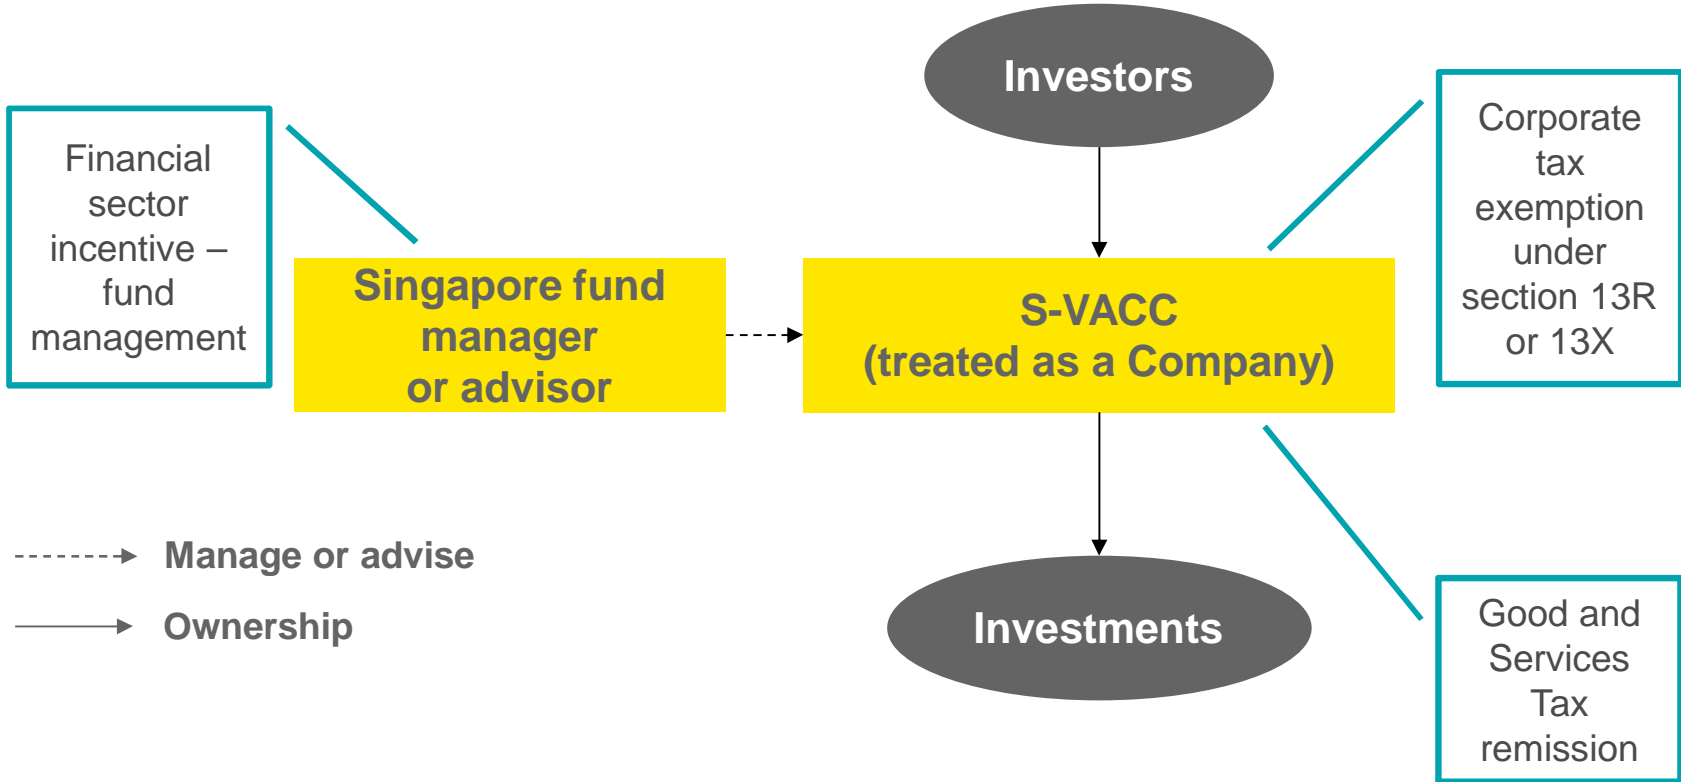 Investors
Financial
sector
incentive –
fund
management
Corporate
tax
exemption
under
section 13R
or 13X
Singapore fund
manager
or advisor
S-VACC
(treated as a Company)
Manage or advise
Ownership
Investments
Good and
Services
Tax
remission